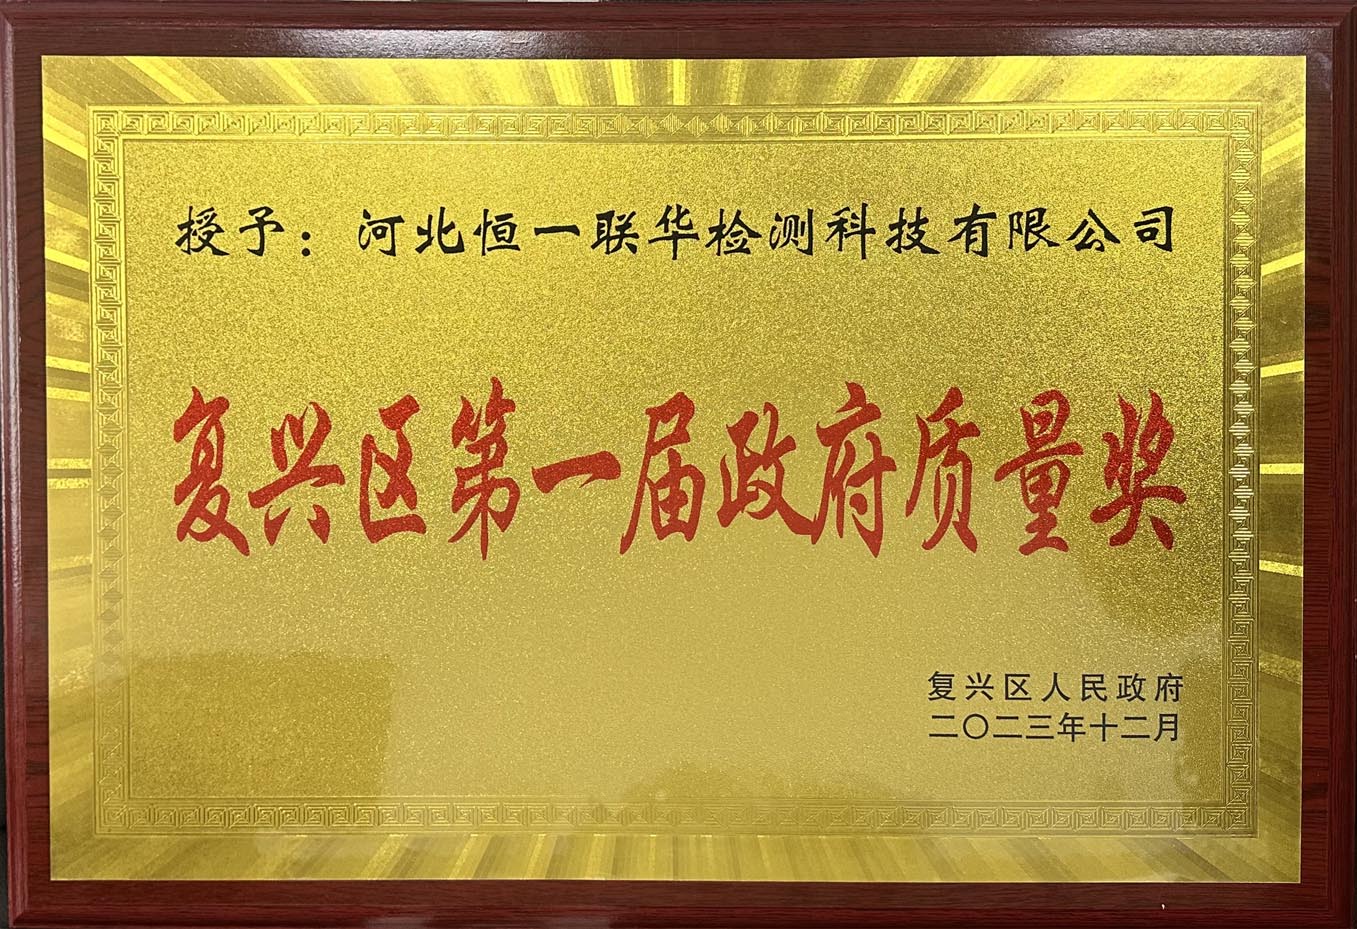 授予：河北恒一联华检测科技有限公司
复兴区第一届政府质量奖
复兴区人民政府
二〇二三年十二月